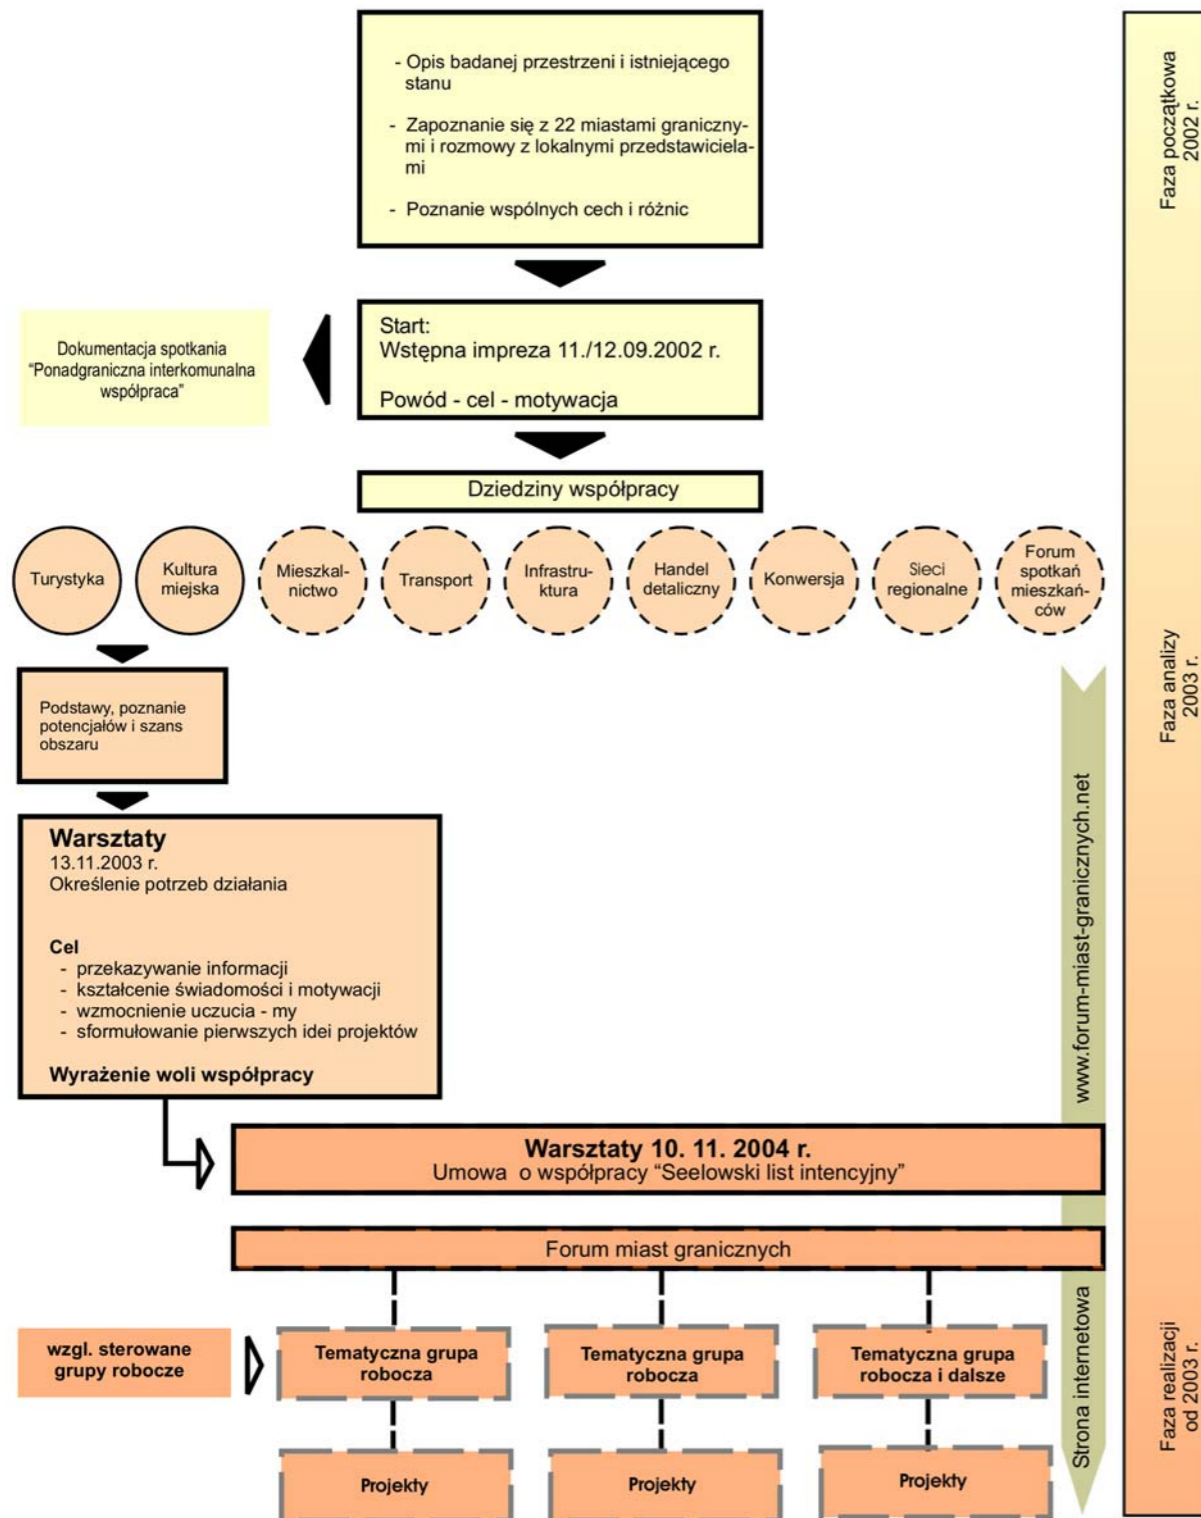 - Opis badanej przestrzeni i istniejącego
stanu
- Zapoznanie się z 22 miastami graniczny-
mi i rozmowy z lokalnymi przedstawiciela-
mi
- Poznanie wspólnych cech i różnic
Faza początkowa
2002 r.
Dokumentacja spotkania
“Ponadgraniczna interkomunalna
współpraca”
Start:
Wstępna impreza 11./12.09.2002 r.
Powód - cel - motywacja
Dziedziny współpracy
Turystyka
Kultura
miejska
Mieszkal-
nictwo
Transport
Infrastru-
ktura
Handel
detaliczny
Konwersja
Sieci
regionalne
Forum
spotkań
mieszkań-
ców
Faza analizy
2003 r.
Podstawy, poznanie
potencjałów i szans
obszaru
Warsztaty
13.11.2003 r.
Określenie potrzeb działania
Cel
- przekazywanie informacji
- kształcenie świadomości i motywacji
- wzmocnienie uczucia - my
- sformułowanie pierwszych idei projektów
Wyrażenie woli współpracy
www.forum-miast-granicznych.net
Warsztaty 10. 11. 2004 r.
Umowa o współpracy “Seelowski list intencyjny”
Forum miast granicznych
wzgl. sterowane
grupy robocze
Tematyczna grupa
robocza
Tematyczna grupa
robocza
Tematyczna grupa
robocza i dalsze
Projekty
Projekty
Projekty
Strona internetowa
Faza realizacji
od 2003 r.